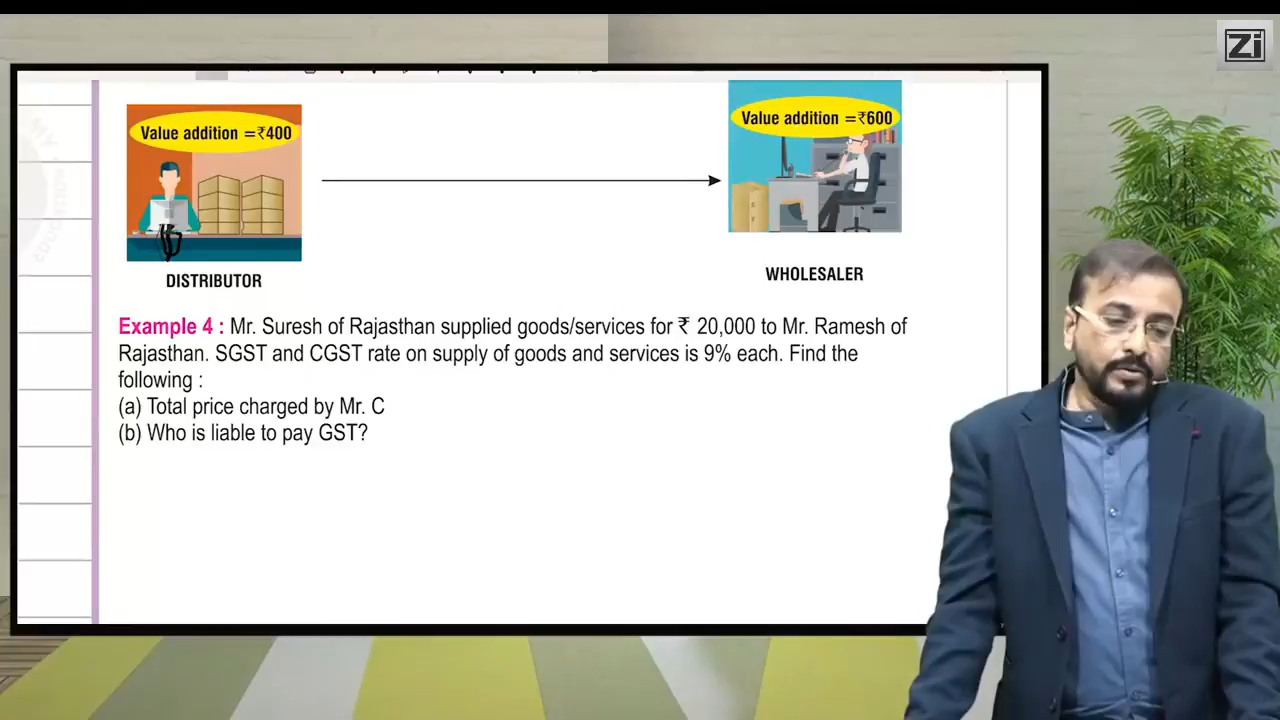 Zi
Value addition =₹400
Value addition =₹600
DISTRIBUTOR
WHOLESALER
Example 4 : Mr. Suresh of Rajasthan supplied goods/services for ₹ 20,000 to Mr. Ramesh of
Rajasthan. SGST and CGST rate on supply of goods and services is 9% each. Find the
following :
(a) Total price charged by Mr. C
(b) Who is liable to pay GST?